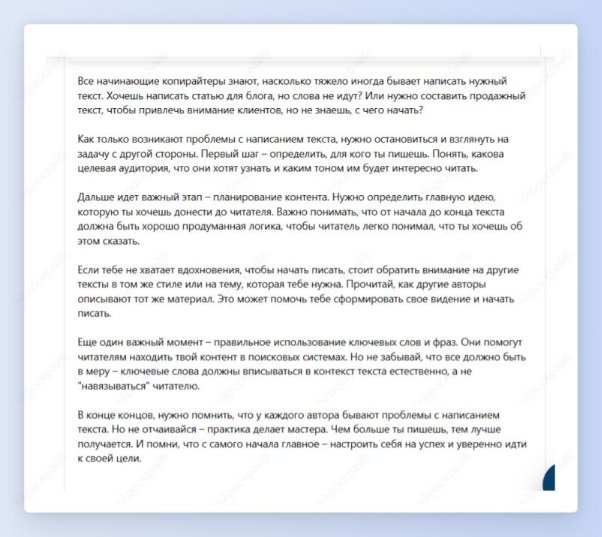 Все начинающие копирайтеры знают, насколько тяжело иногда бывает написать нужный
текст. Хочешь написать статью для блога, но слова не идут? Или нужно составить продажный
текст, чтобы привлечь внимание клиентов, но не знаешь, с чего начать?
Как только возникают проблемы с написанием текста, нужно остановиться и взглянуть на
задачу с другой стороны. Первый шаг – определить, для кого ты пишешь. Понять, какова
целевая аудитория, что они хотят узнать и каким тоном им будет интересно читать.
Дальше идет важный этап – планирование контента. Нужно определить главную идею,
которую ты хочешь донести до читателя. Важно понимать, что от начала до конца текста
должна быть хорошо продуманная логика, чтобы читатель легко понимал, что ты хочешь об
этом сказать.
Если тебе не хватает вдохновения, чтобы начать писать, стоит обратить внимание на другие
тексты в том же стиле или на тему, которая тебе нужна. Прочитай, как другие авторы
описывают тот же материал. Это может помочь тебе сформировать свое видение и начать
писать.
Еще один важный момент – правильное использование ключевых слов и фраз. Они помогут
читателям находить твой контент в поисковых системах. Но не забывай, что все должно быть
в меру – ключевые слова должны вписываться в контекст текста естественно, а не
"навязываться" читателю.
В конце концов, нужно помнить, что у каждого автора бывают проблемы с написанием
текста. Но не отчаивайся – практика делает мастера. Чем больше ты пишешь, тем лучше
получается. И помни, что с самого начала главное – настроить себя на успех и уверенно идти
к своей цели.